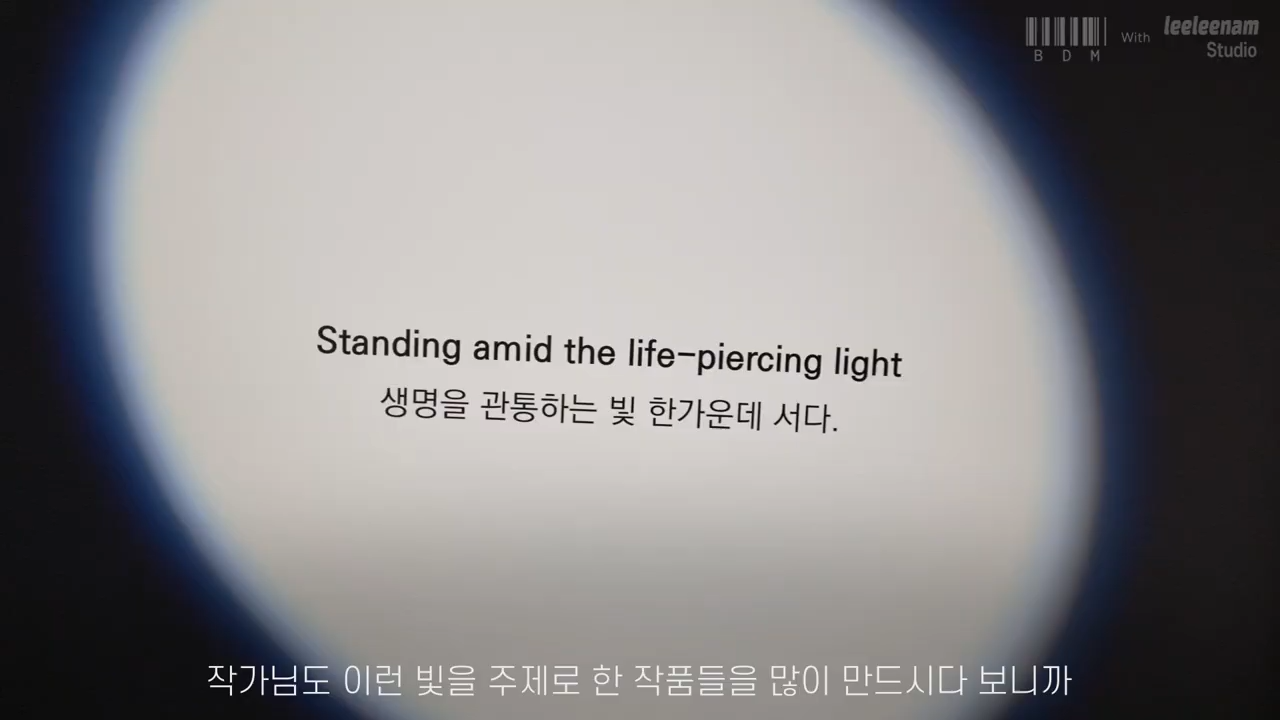 BDM
With
leeleenam
Studio
Standing amid the life-piercing light
생명을 관통하는 빛 한가운데 서다.
작가님도 이런 빛을 주제로 한 작품들을 많이 만드시다 보니까